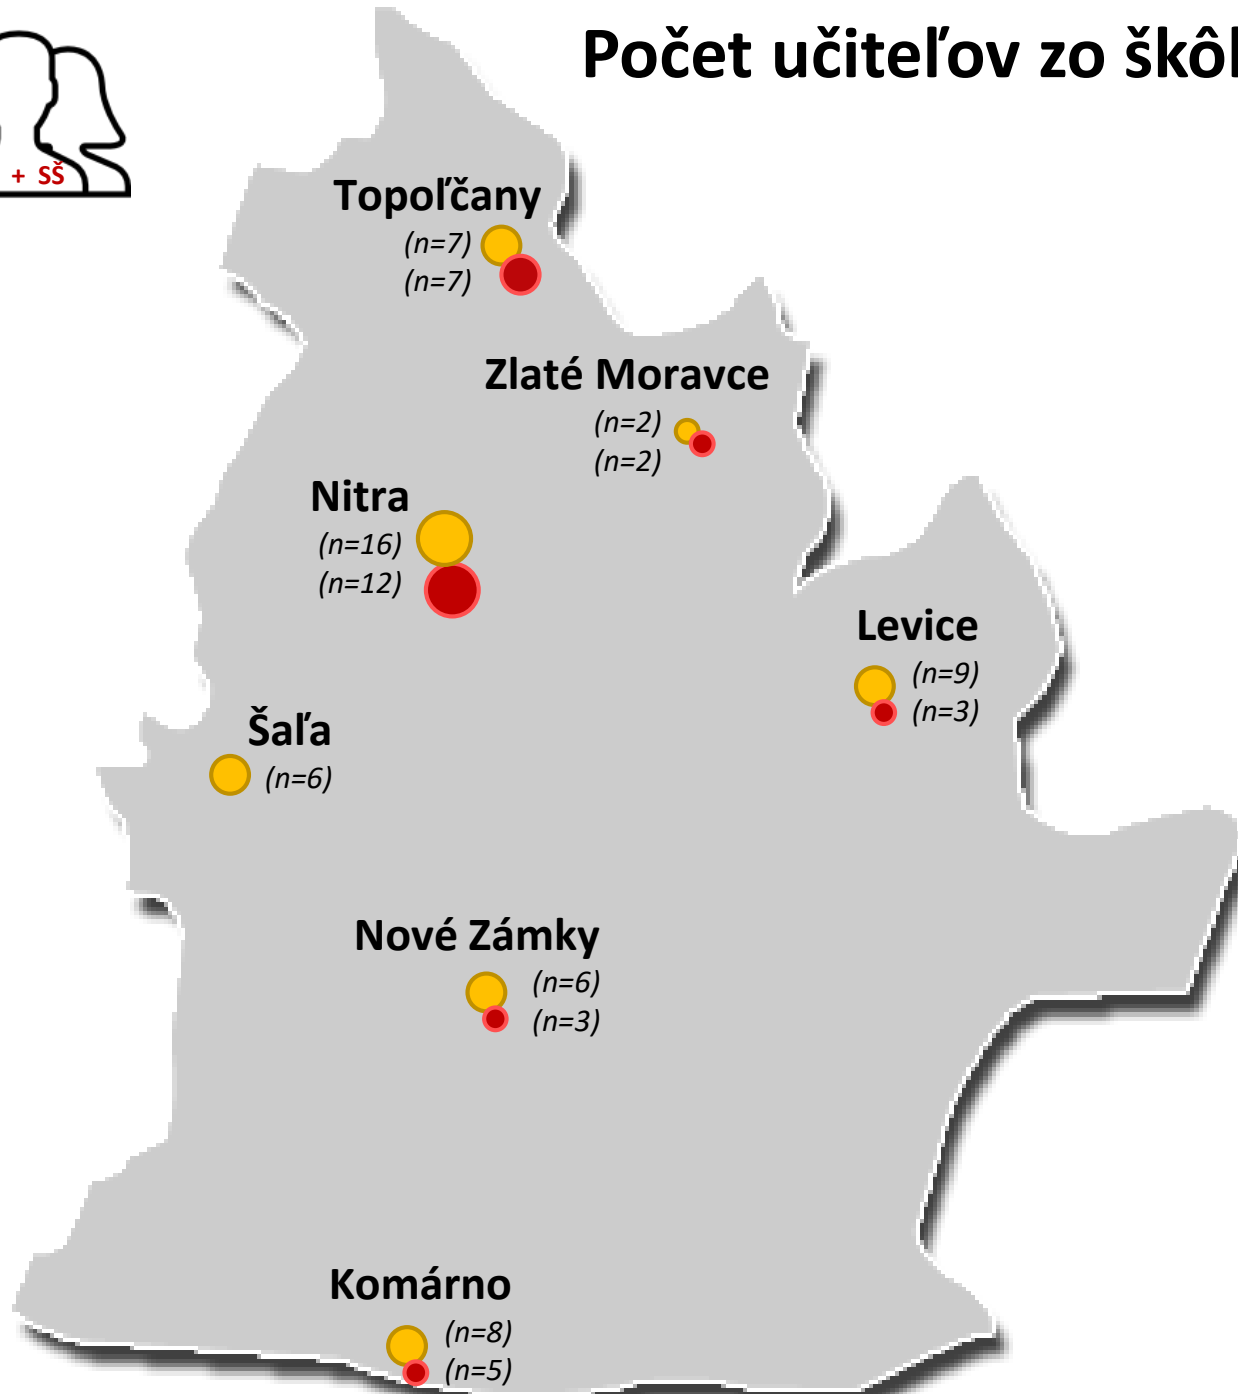 Počet učiteľov zo škôl
+ SŠ
Topoľčany
(n=7)
(n=7)
Zlaté Moravce
(n=2)
(n=2)
Nitra
(n=16)
(n=12)
Levice
(n=9)
(n=3)
Šaľa
(n=6)
Nové Zámky
(n=6)
(n=3)
Komárno
(n=8)
(n=5)